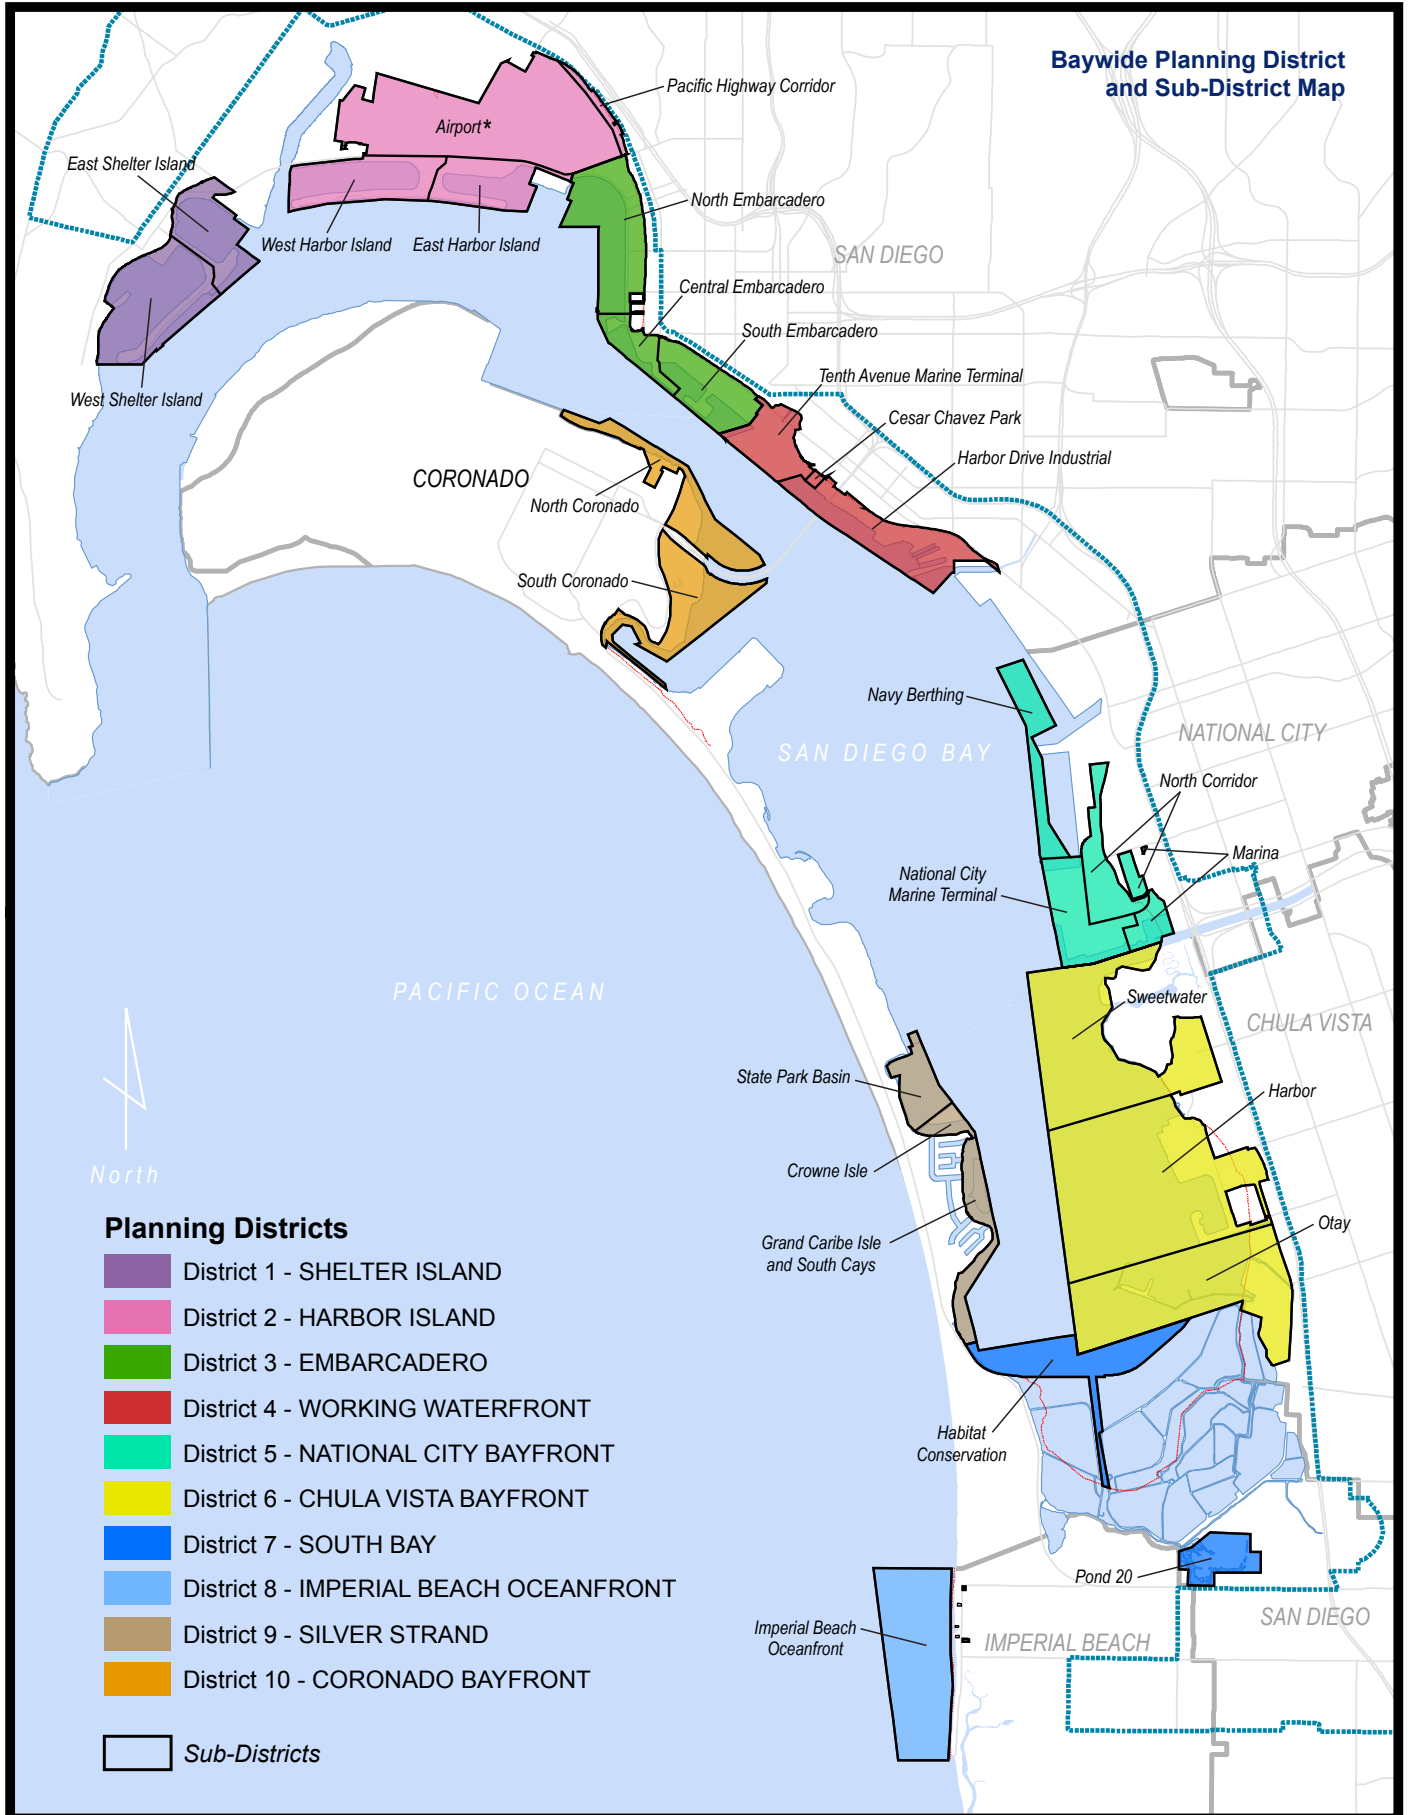 Baywide Planning District
and Sub-District Map
Pacific Highway Corridor
Airport*
East Shelter Island
North Embarcadero
West Harbor Island
East Harbor Island
SAN DIEGO
Central Embarcadero
South Embarcadero
West Shelter Island
Tenth Avenue Marine Terminal
Cesar Chavez Park
Harbor Drive Industrial
CORONADO
North Coronado
South Coronado
Navy Berthing
SAN DIEGO BAY
NATIONAL CITY
North Corridor
Marina
National City
Marine Terminal
PACIFIC OCEAN
Sweetwater
CHULA VISTA
State Park Basin
Harbor
Crowne Isle
North
Otay
Grand Caribe Isle
and South Cays
Planning Districts
District 1 - SHELTER ISLAND
District 2 - HARBOR ISLAND
District 3 - EMBARCADERO
District 4 - WORKING WATERFRONT
District 5 - NATIONAL CITY BAYFRONT
District 6 - CHULA VISTA BAYFRONT
District 7 - SOUTH BAY
District 8 - IMPERIAL BEACH OCEANFRONT
District 9 - SILVER STRAND
District 10 - CORONADO BAYFRONT
Sub-Districts
Habitat
Conservation
Pond 20
SAN DIEGO
Imperial Beach
Oceanfront
IMPERIAL BEACH